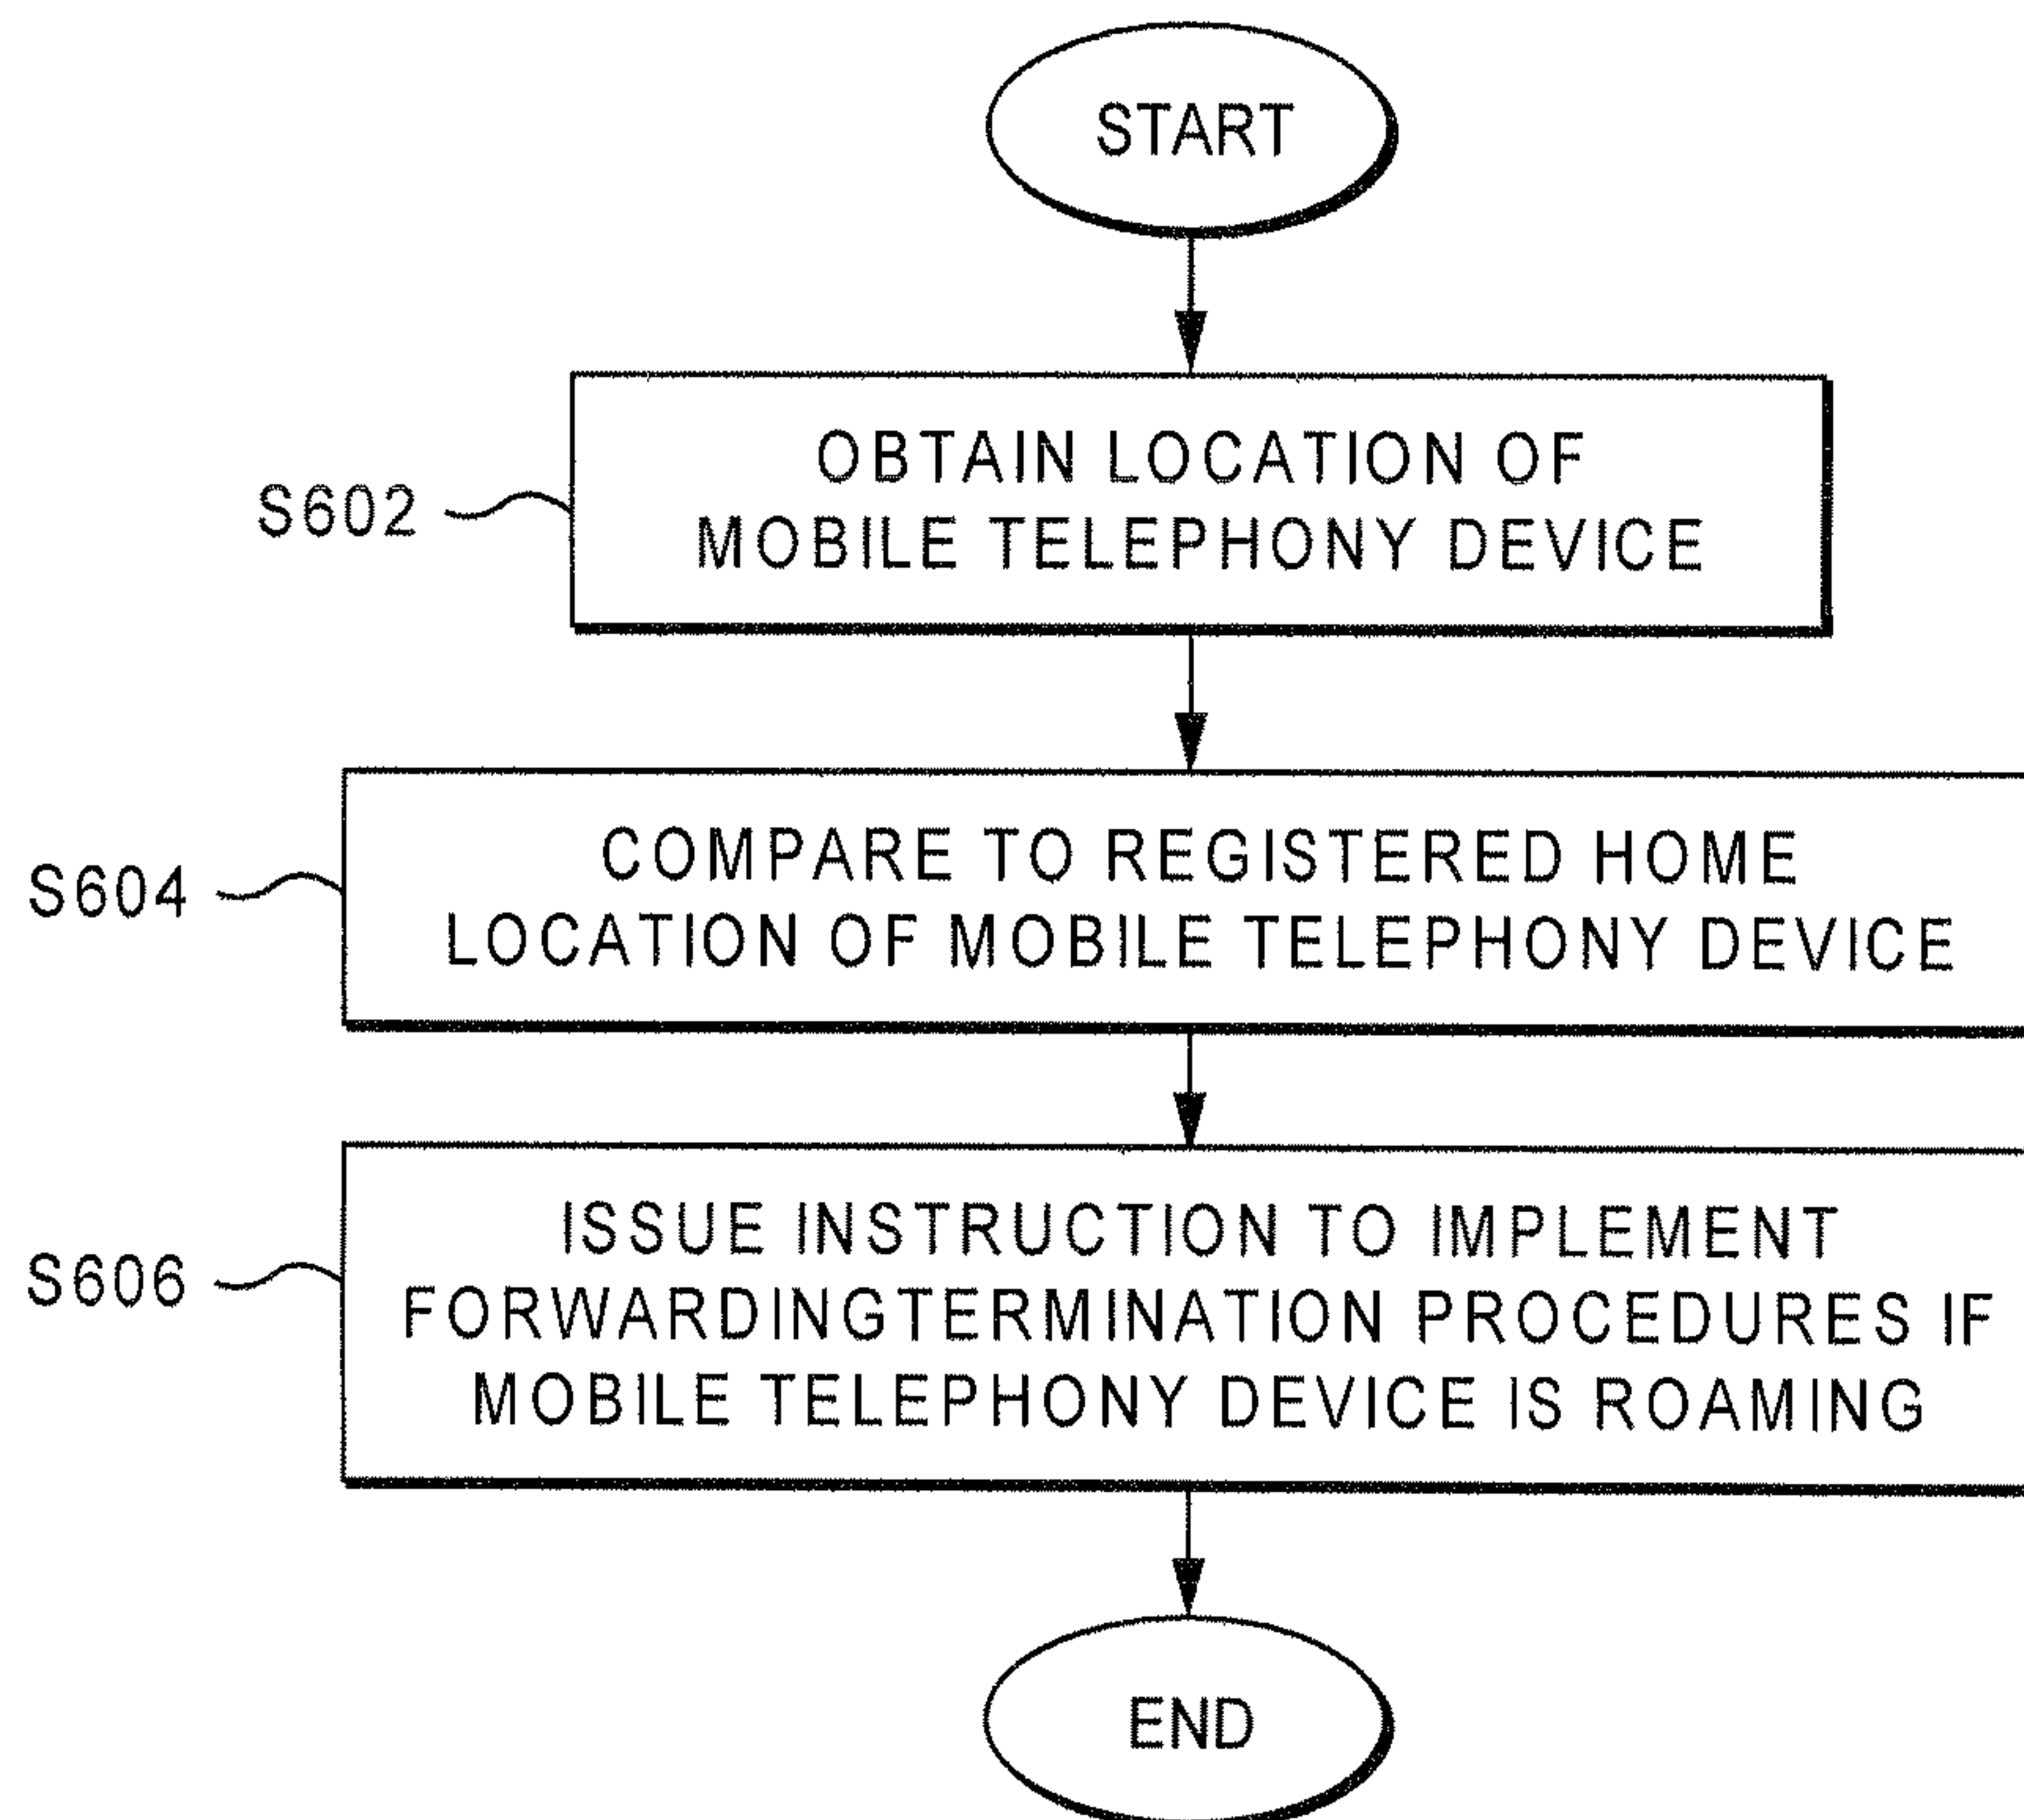 START
OBTAIN LOCATION OF
MOBILE TELEPHONY DEVICE
S602
COMPARE TO REGISTERED HOME
LOCATION OF MOBILE TELEPHONY DEVICE
S604
ISSUE INSTRUCTION TO IMPLEMENT
FORWARDINGTERMINATION PROCEDURES IF
MOBILE TELEPHONY DEVICE IS ROAMING
S606
END